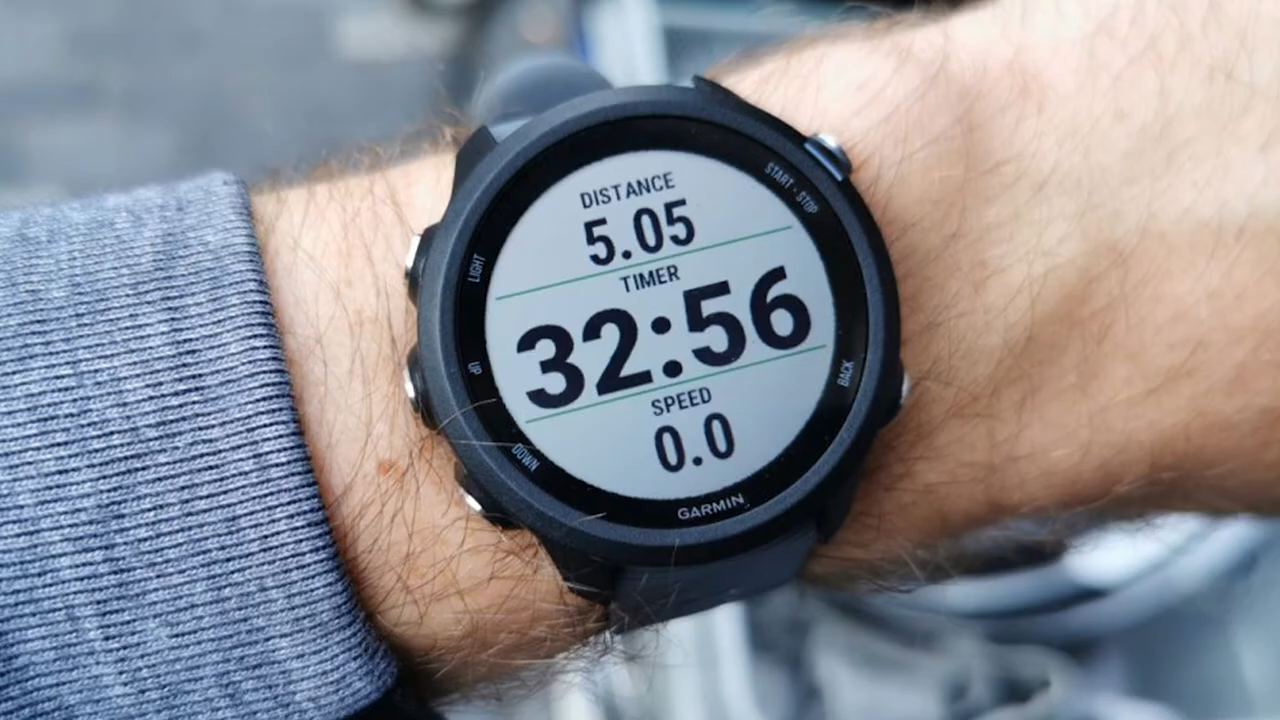 START · STOP
DISTANCE
5.05
LIGHT
TIMER
32:56
UP
BACK
SPEED
0.0
DOWN
GARMIN